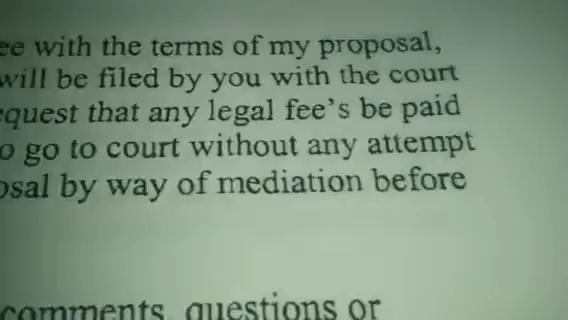 ee with the terms of my proposal,
will be filed by you with the court
equest that any legal fee's be paid
o go to court without any attempt
osal by way of mediation before
comments, questions or